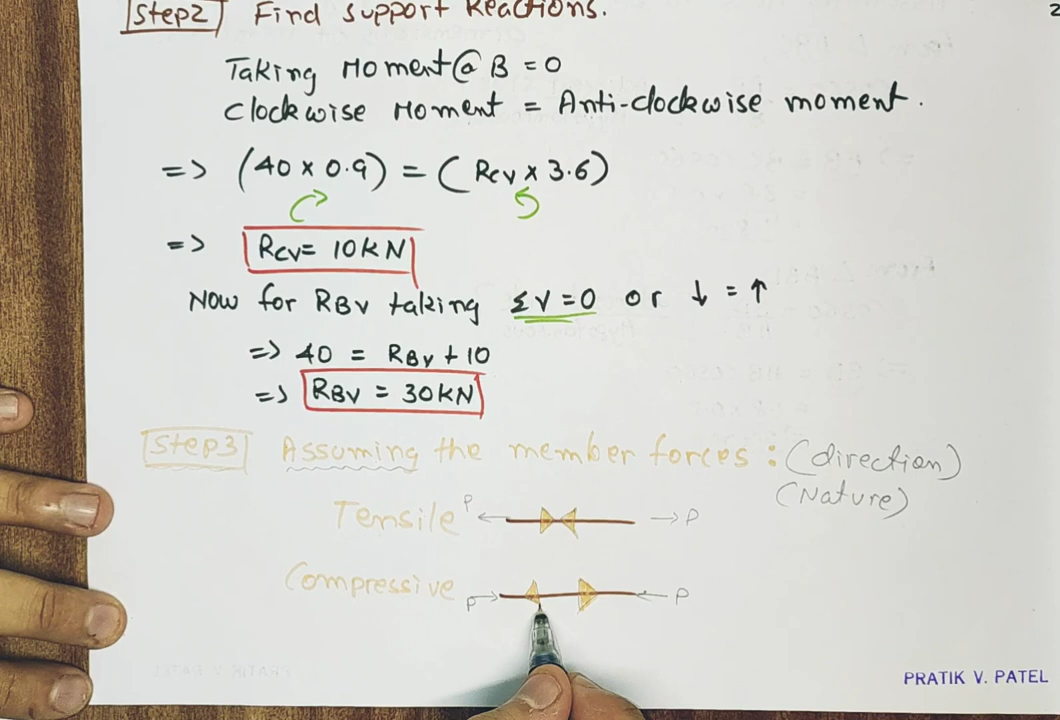 Step2 Find Support Reactions.
2
Taking Moment @ B = 0
Clockwise Moment = Anti-clockwise moment.
=> (40 x 0.9) = (Rcv x 3.6)
=> Rcv = 10kN
Now for RBV taking ΣV=0 or ↓ = ↑
=> 40 = RBV + 10
=> RBV = 30kN
Step3 Assuming the member forces : (direction)
(Nature)
Tensile P ← → P
Compressive P → ← P
PRATIK V. PATEL